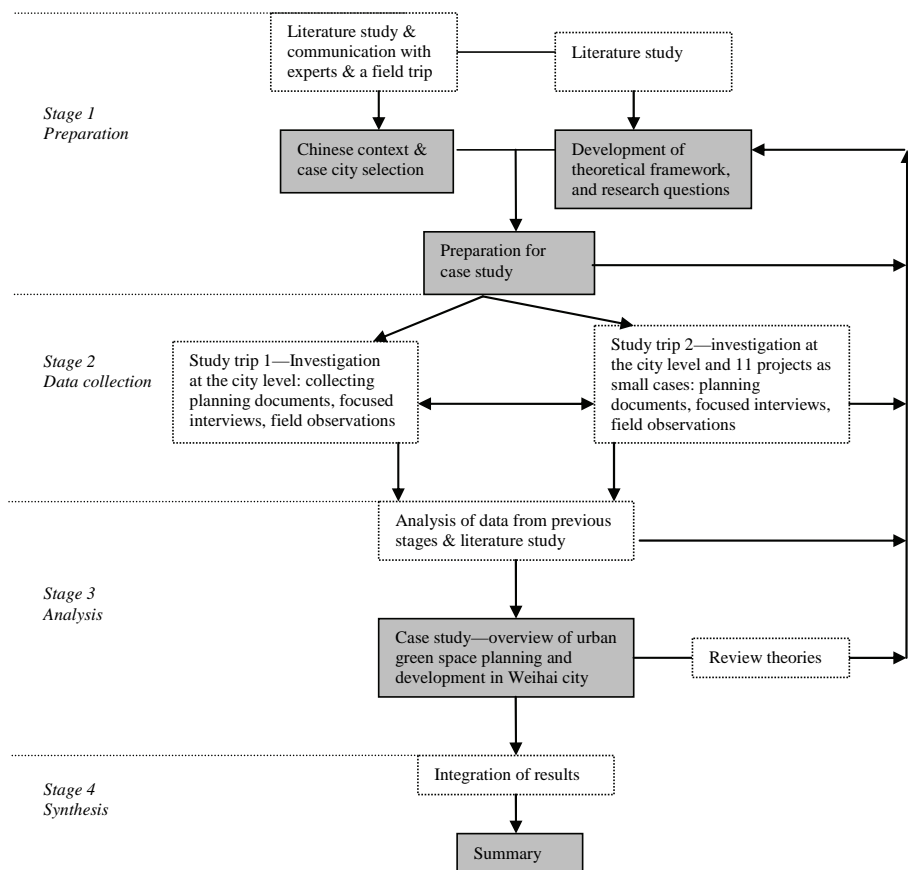 Literature study &
communication with
experts & a field trip
Literature study
Stage 1
Preparation
Chinese context &
case city selection
Development of
theoretical framework,
and research questions
Preparation for
case study
Stage 2
Data collection
Study trip 1—Investigation
at the city level: collecting
planning documents, focused
interviews, field observations
Study trip 2—investigation at
the city level and 11 projects as
small cases: planning
documents, focused interviews,
field observations
Analysis of data from previous
stages & literature study
Stage 3
Analysis
Case study—overview of urban
green space planning and
development in Weihai city
Review theories
Stage 4
Synthesis
Integration of results
Summary